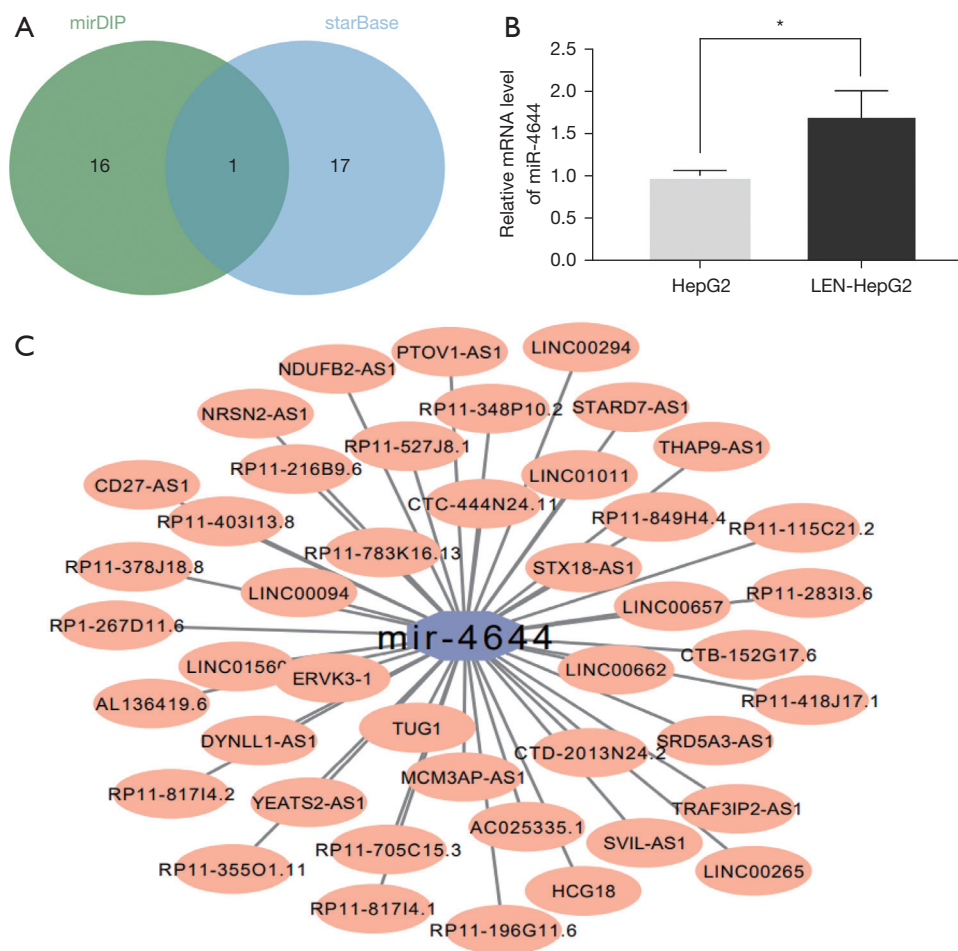 A
mirDIP
starBase
16
1
17
B
*
Relative mRNA level
of miR-4644
2.5
2.0
1.5
1.0
0.5
0.0
HepG2
LEN-HepG2
C
PTOV1-AS1
LINC00294
NDUFB2-AS1
NRSN2-AS1
RP11-348P10.2
STARD7-AS1
RP11-527J8.1
THAP9-AS1
RP11-216B9.6
LINC01011
CD27-AS1
CTC-444N24.11
RP11-403I13.8
RP11-849H4.4
RP11-115C21.2
RP11-783K16.13
RP11-378J18.8
STX18-AS1
LINC00094
LINC00657
RP11-283I3.6
RP1-267D11.6
mir-4644
CTB-152G17.6
LINC0156
ERVK3-1
LINC00662
AL136419.6
RP11-418J17.1
TUG1
DYNLL1-AS1
CTD-2013N24.2
SRD5A3-AS1
MCM3AP-AS1
RP11-817I4.2
YEATS2-AS1
TRAF3IP2-AS1
AC025335.1
RP11-705C15.3
SVIL-AS1
RP11-355O1.11
LINC00265
HCG18
RP11-817I4.1
RP11-196G11.6